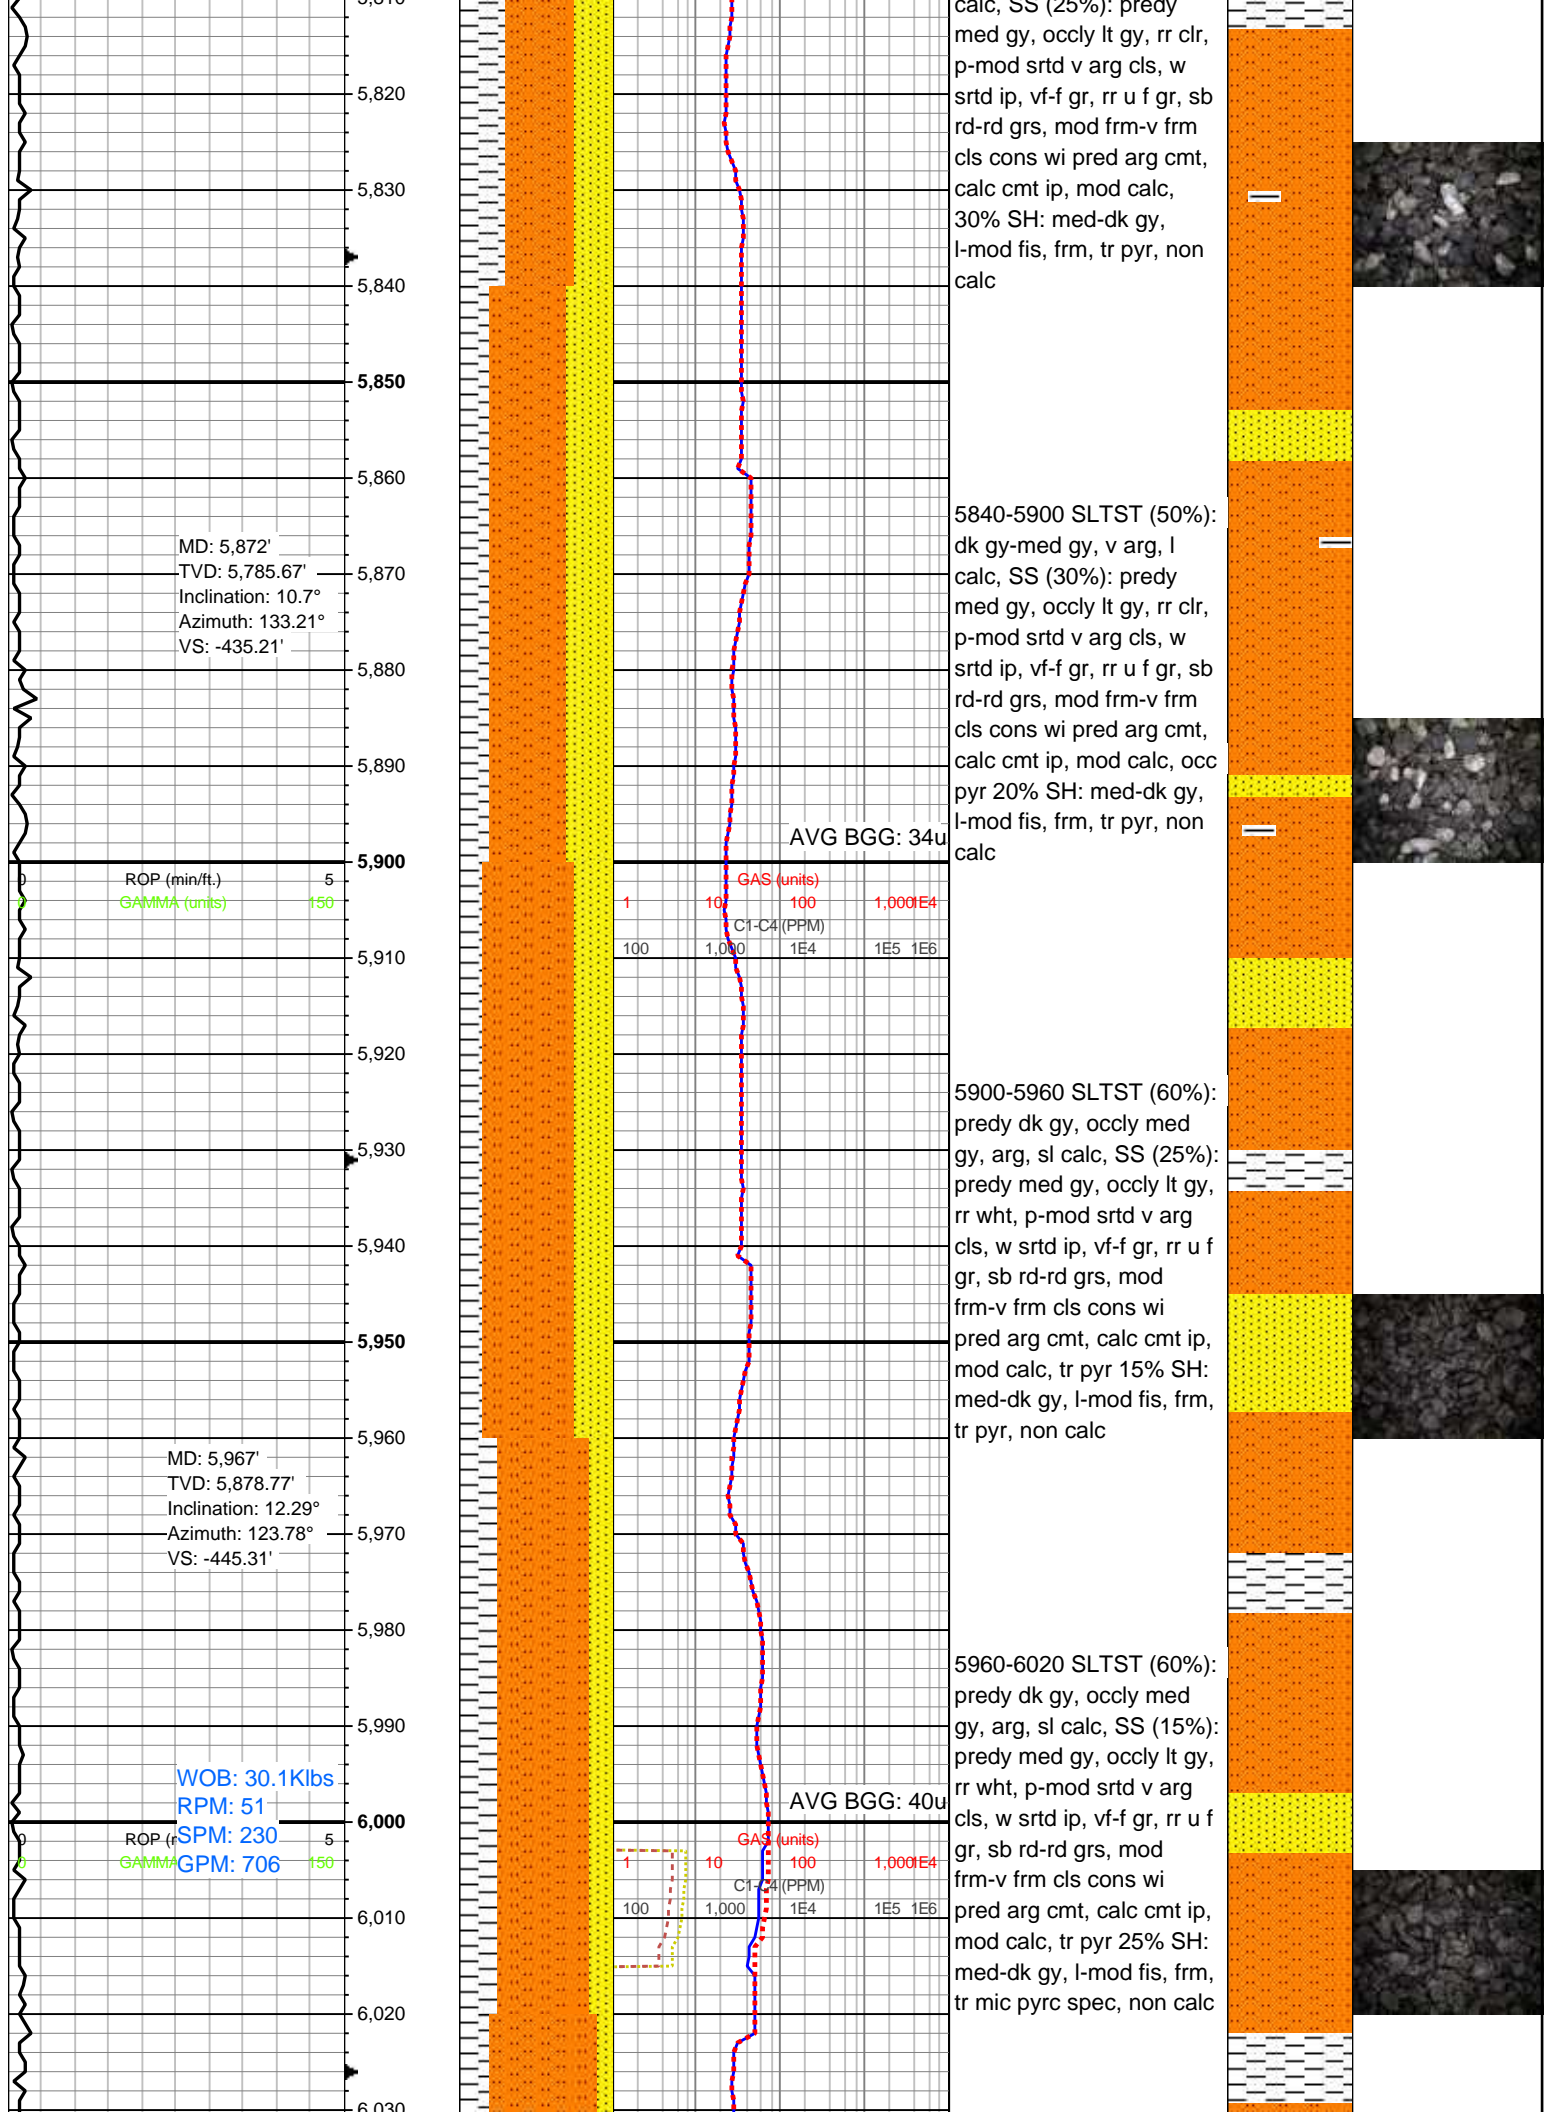 5,810
calc, SS (25%): predy
med gy, occly lt gy, rr clr,
p-mod srtd v arg cls, w
srtd ip, vf-f gr, rr u f gr, sb
rd-rd grs, mod frm-v frm
cls cons wi pred arg cmt,
calc cmt ip, mod calc,
30% SH: med-dk gy,
l-mod fis, frm, tr pyr, non
calc
5,820
5,830
5,840
5,850
5,860
5840-5900 SLTST (50%):
dk gy-med gy, v arg, l
calc, SS (30%): predy
med gy, occly lt gy, rr clr,
p-mod srtd v arg cls, w
srtd ip, vf-f gr, rr u f gr, sb
rd-rd grs, mod frm-v frm
cls cons wi pred arg cmt,
calc cmt ip, mod calc, occ
pyr 20% SH: med-dk gy,
l-mod fis, frm, tr pyr, non
calc
MD: 5,872'
TVD: 5,785.67'
Inclination: 10.7°
Azimuth: 133.21°
VS: -435.21'
5,870
5,880
5,890
AVG BGG: 34u
5,900
0 ROP (min/ft.) 5
0 GAMMA (units) 150
GAS (units)
1 10 100 1,000 1E4
C1-C4 (PPM)
100 1,000 1E4 1E5 1E6
5,910
5,920
5,930
5,940
5,950
5,960
5900-5960 SLTST (60%):
predy dk gy, occly med
gy, arg, sl calc, SS (25%):
predy med gy, occly lt gy,
rr wht, p-mod srtd v arg
cls, w srtd ip, vf-f gr, rr u f
gr, sb rd-rd grs, mod
frm-v frm cls cons wi
pred arg cmt, calc cmt ip,
mod calc, tr pyr 15% SH:
med-dk gy, l-mod fis, frm,
tr pyr, non calc
MD: 5,967'
TVD: 5,878.77'
Inclination: 12.29°
Azimuth: 123.78°
VS: -445.31'
5,970
5,980
5,990
5960-6020 SLTST (60%):
predy dk gy, occly med
gy, arg, sl calc, SS (15%):
predy med gy, occly lt gy,
rr wht, p-mod srtd v arg
cls, w srtd ip, vf-f gr, rr u f
gr, sb rd-rd grs, mod
frm-v frm cls cons wi
pred arg cmt, calc cmt ip,
mod calc, tr pyr 25% SH:
med-dk gy, l-mod fis, frm,
tr mic pyrc spec, non calc
WOB: 30.1Klbs
RPM: 51
SPM: 230
GPM: 706
AVG BGG: 40u
6,000
0 ROP 5
0 GAMMA 150
GAS (units)
1 10 100 1,000 1E4
C1-C4 (PPM)
100 1,000 1E4 1E5 1E6
6,010
6,020
6,030